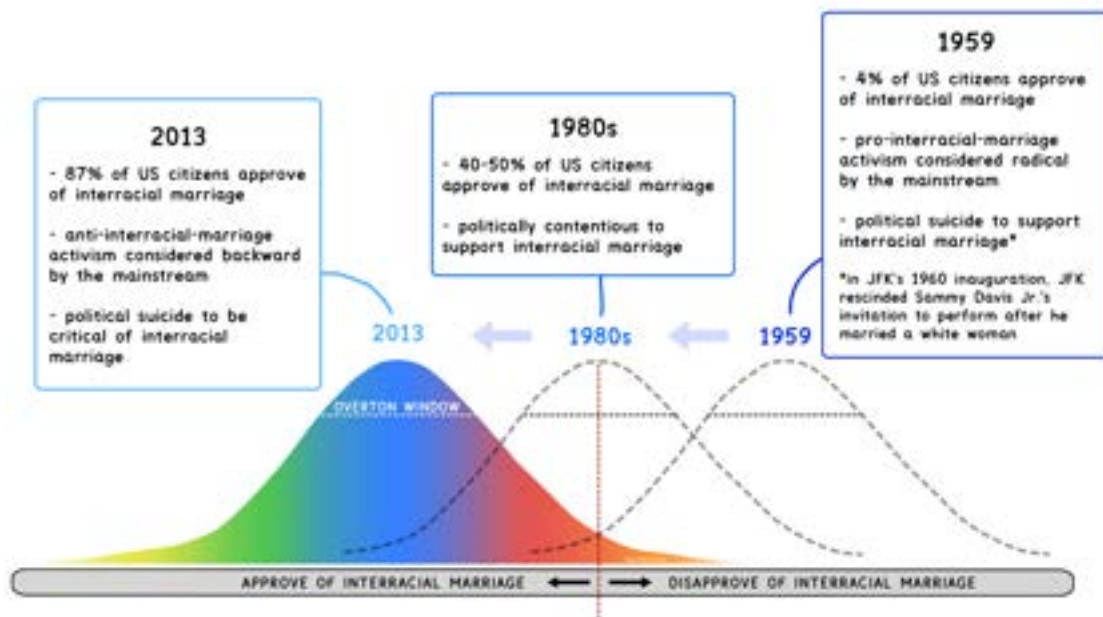 2013
- 87% of US citizens approve
of interracial marriage
- anti-interracial-marriage
activism considered backward
by the mainstream
- political suicide to be
critical of interracial
marriage
1980s
- 40-50% of US citizens
approve of interracial marriage
- politically contentious to
support interracial marriage
1959
- 4% of US citizens approve
of interracial marriage
- pro-interracial-marriage
activism considered radical
by the mainstream
- political suicide to support
interracial marriage*
*in JFK's 1960 inauguration, JFK
rescinded Sammy Davis Jr.'s
invitation to perform after he
married a white woman
2013
1980s
1959
OVERTON WINDOW
APPROVE OF INTERRACIAL MARRIAGE
DISAPPROVE OF INTERRACIAL MARRIAGE